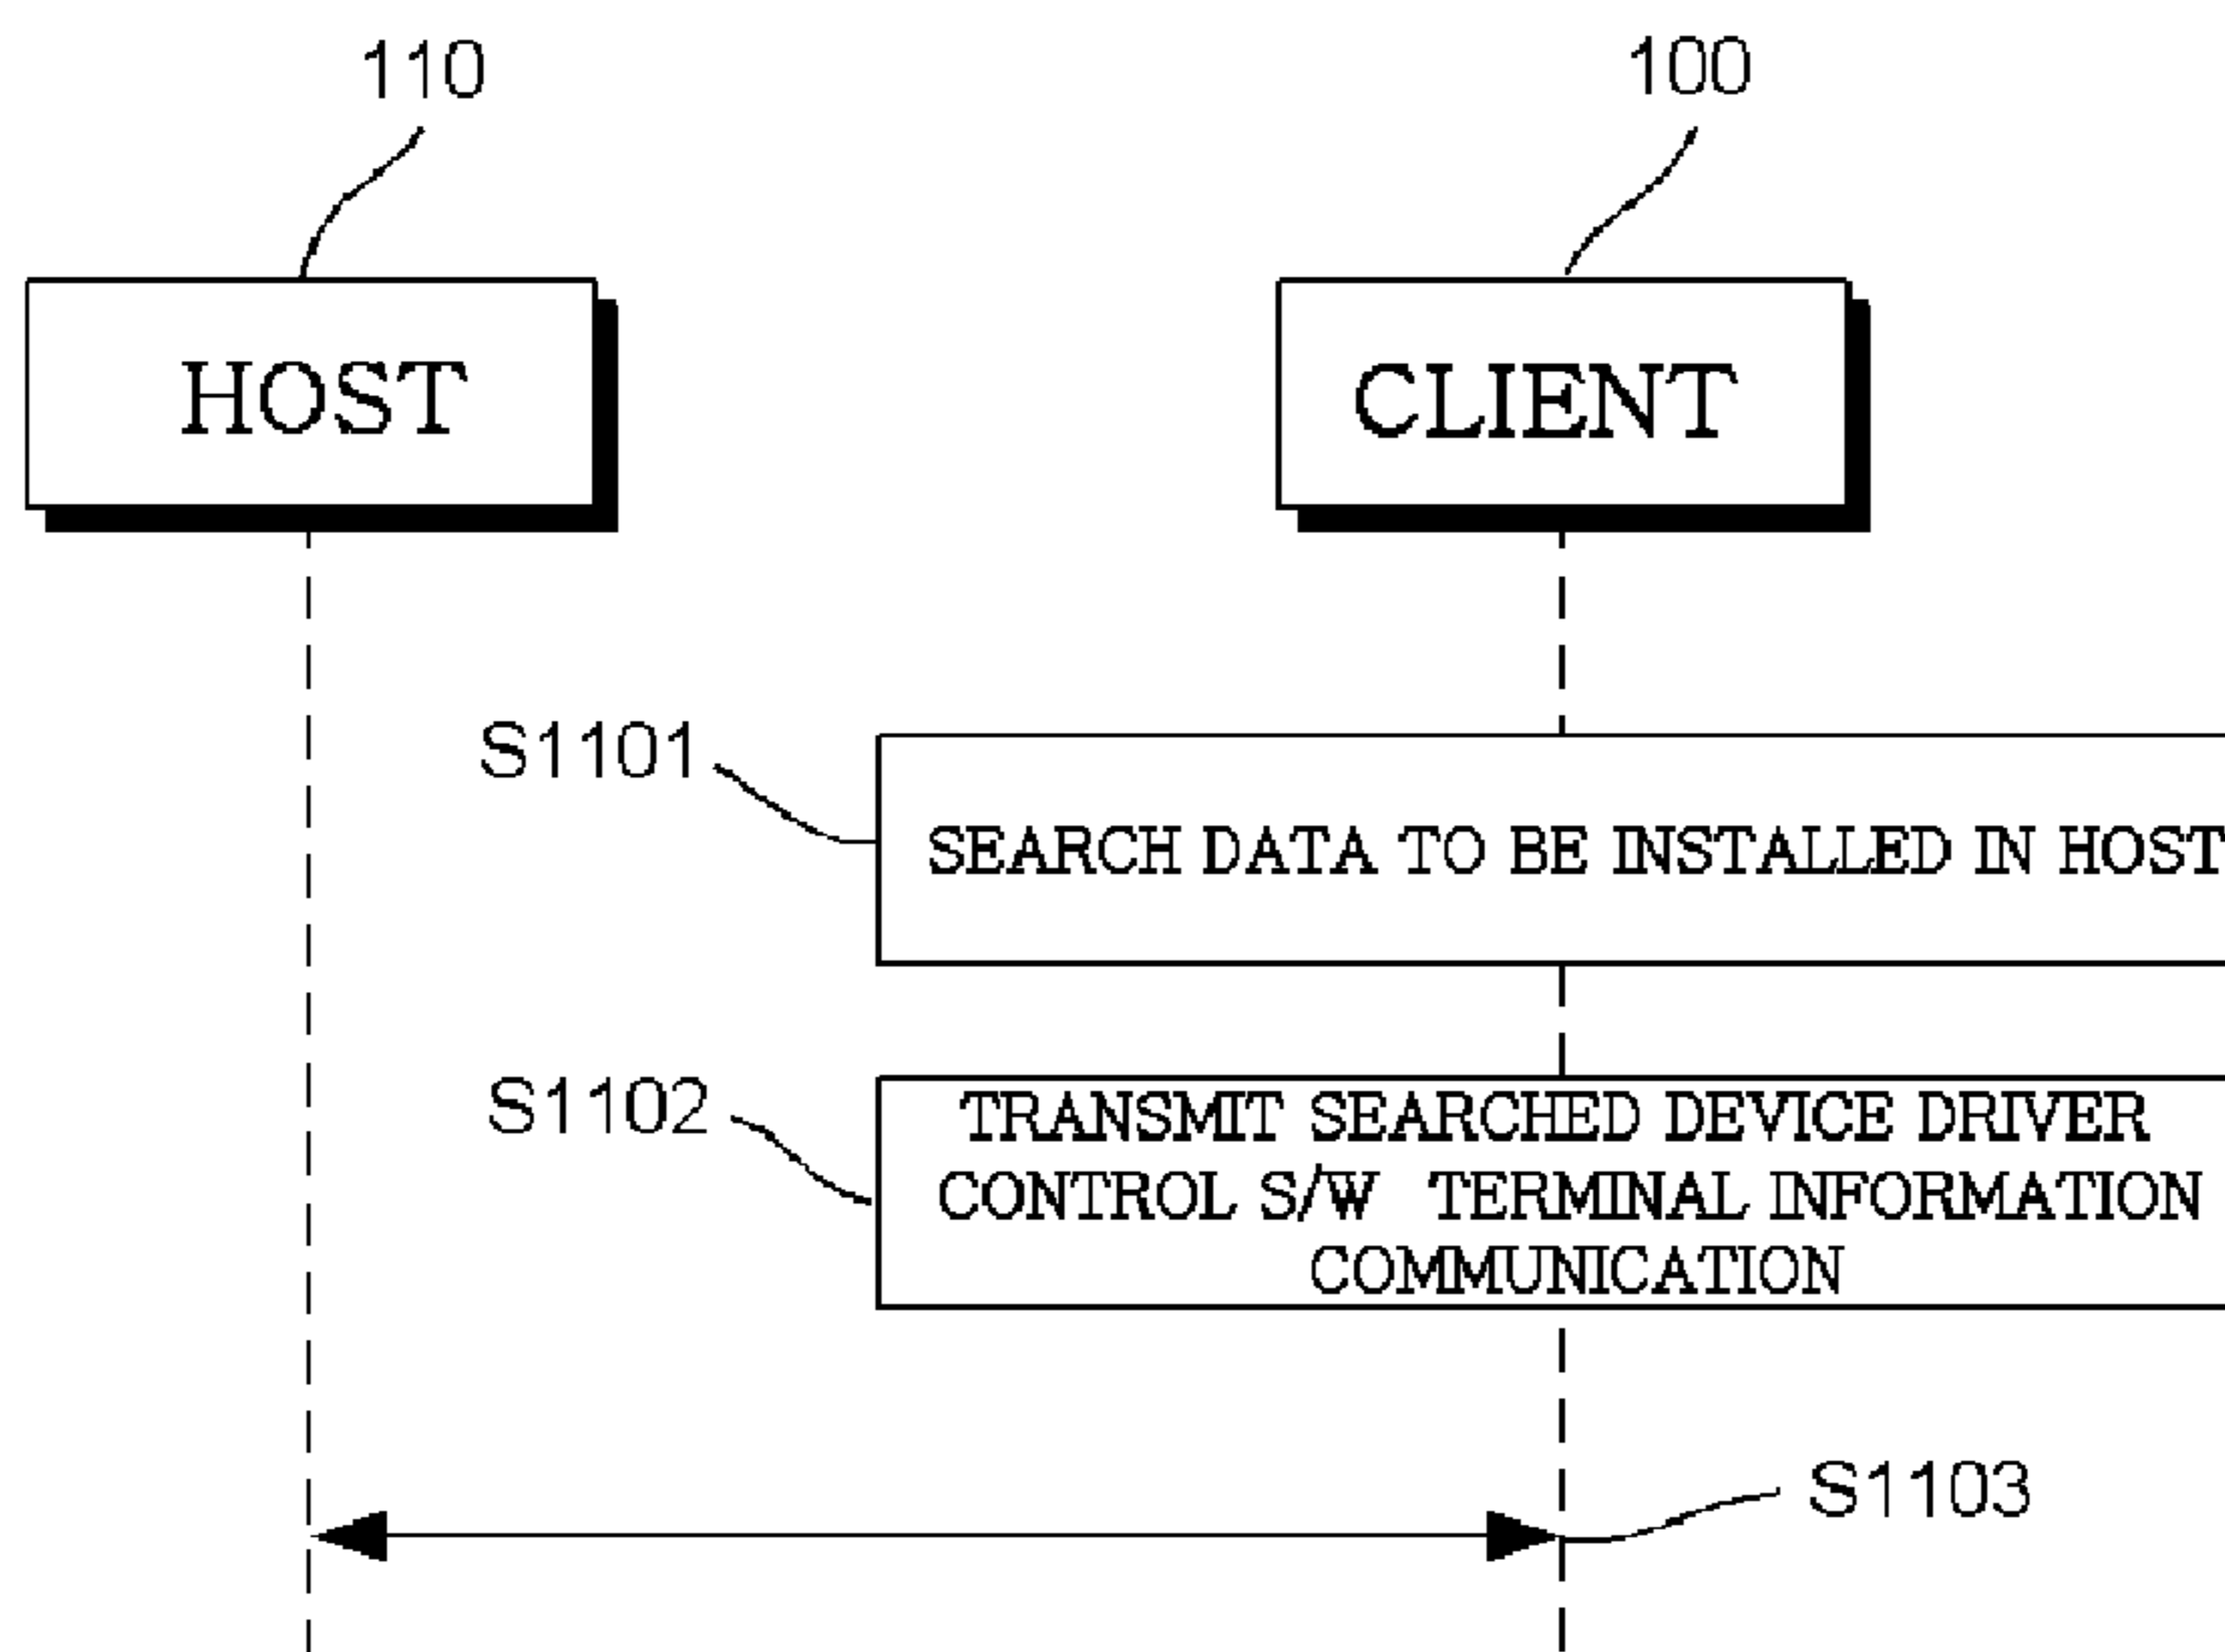 110
100
HOST
CLIENT
S1101
SEARCH DATA TO BE INSTALLED IN HOST
S1102
TRANSMIT SEARCHED DEVICE DRIVER
CONTROL S/W TERMINAL INFORMATION
COMMUNICATION
S1103